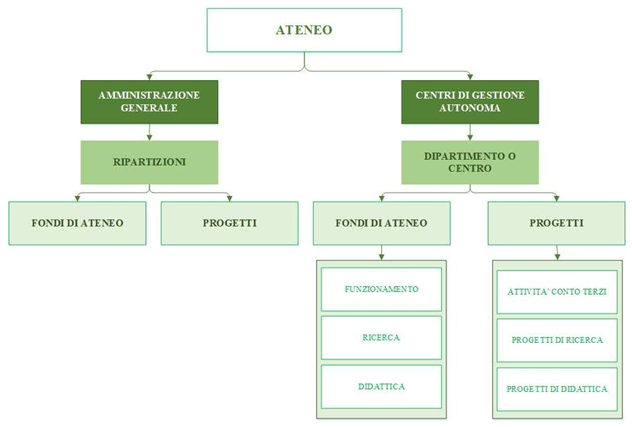 ATENEO
AMMINISTRAZIONE
GENERALE
CENTRI DI GESTIONE
AUTONOMA
RIPARTIZIONI
DIPARTIMENTO O
CENTRO
FONDI DI ATENEO
PROGETTI
FONDI DI ATENEO
PROGETTI
FUNZIONAMENTO
RICERCA
DIDATTICA
ATTIVITA' CONTO TERZI
PROGETTI DI RICERCA
PROGETTI DI DIDATTICA